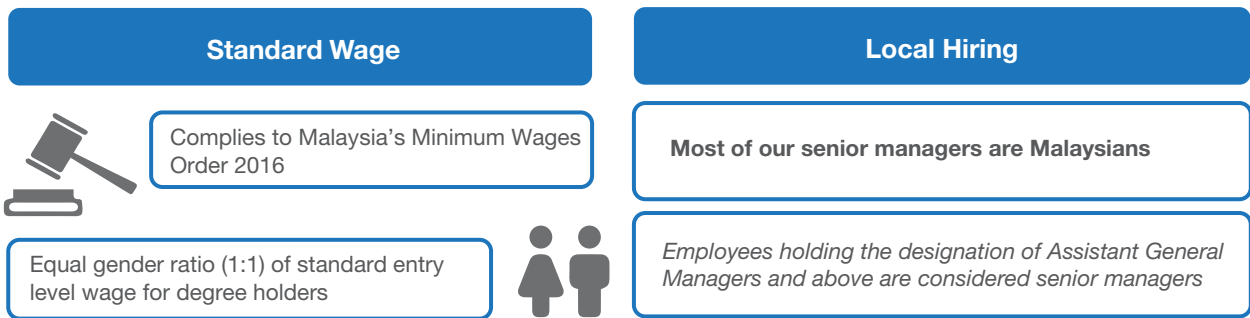 Standard Wage
Complies to Malaysia's Minimum Wages
Order 2016
Equal gender ratio (1:1) of standard entry
level wage for degree holders
Local Hiring
Most of our senior managers are Malaysians
Employees holding the designation of Assistant General
Managers and above are considered senior managers